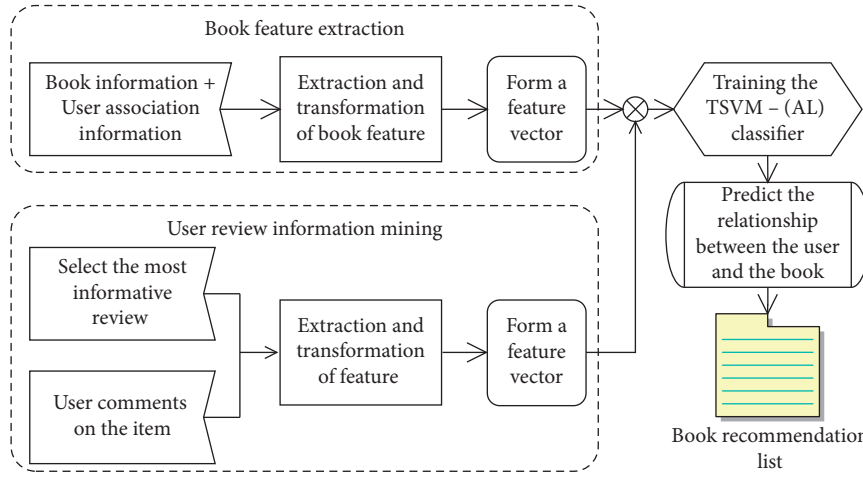 Book feature extraction
Book information +
User association
information
Extraction and
transformation
of book feature
Form a
feature
vector
Training the
TSVM – (AL)
classifier
Predict the
relationship
between the user
and the book
User review information mining
Select the most
informative
review
User comments
on the item
Extraction and
transformation
of feature
Form a
feature
vector
Book recommendation
list